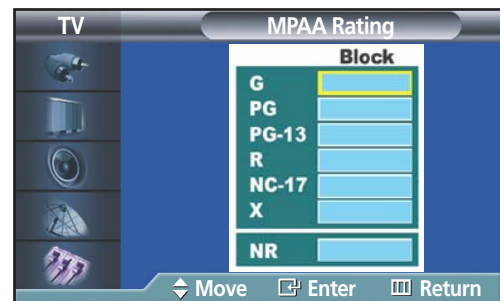 TV MPAA Rating
Block
G
PG
PG-13
R
NC-17
X
NR
Move Enter Return